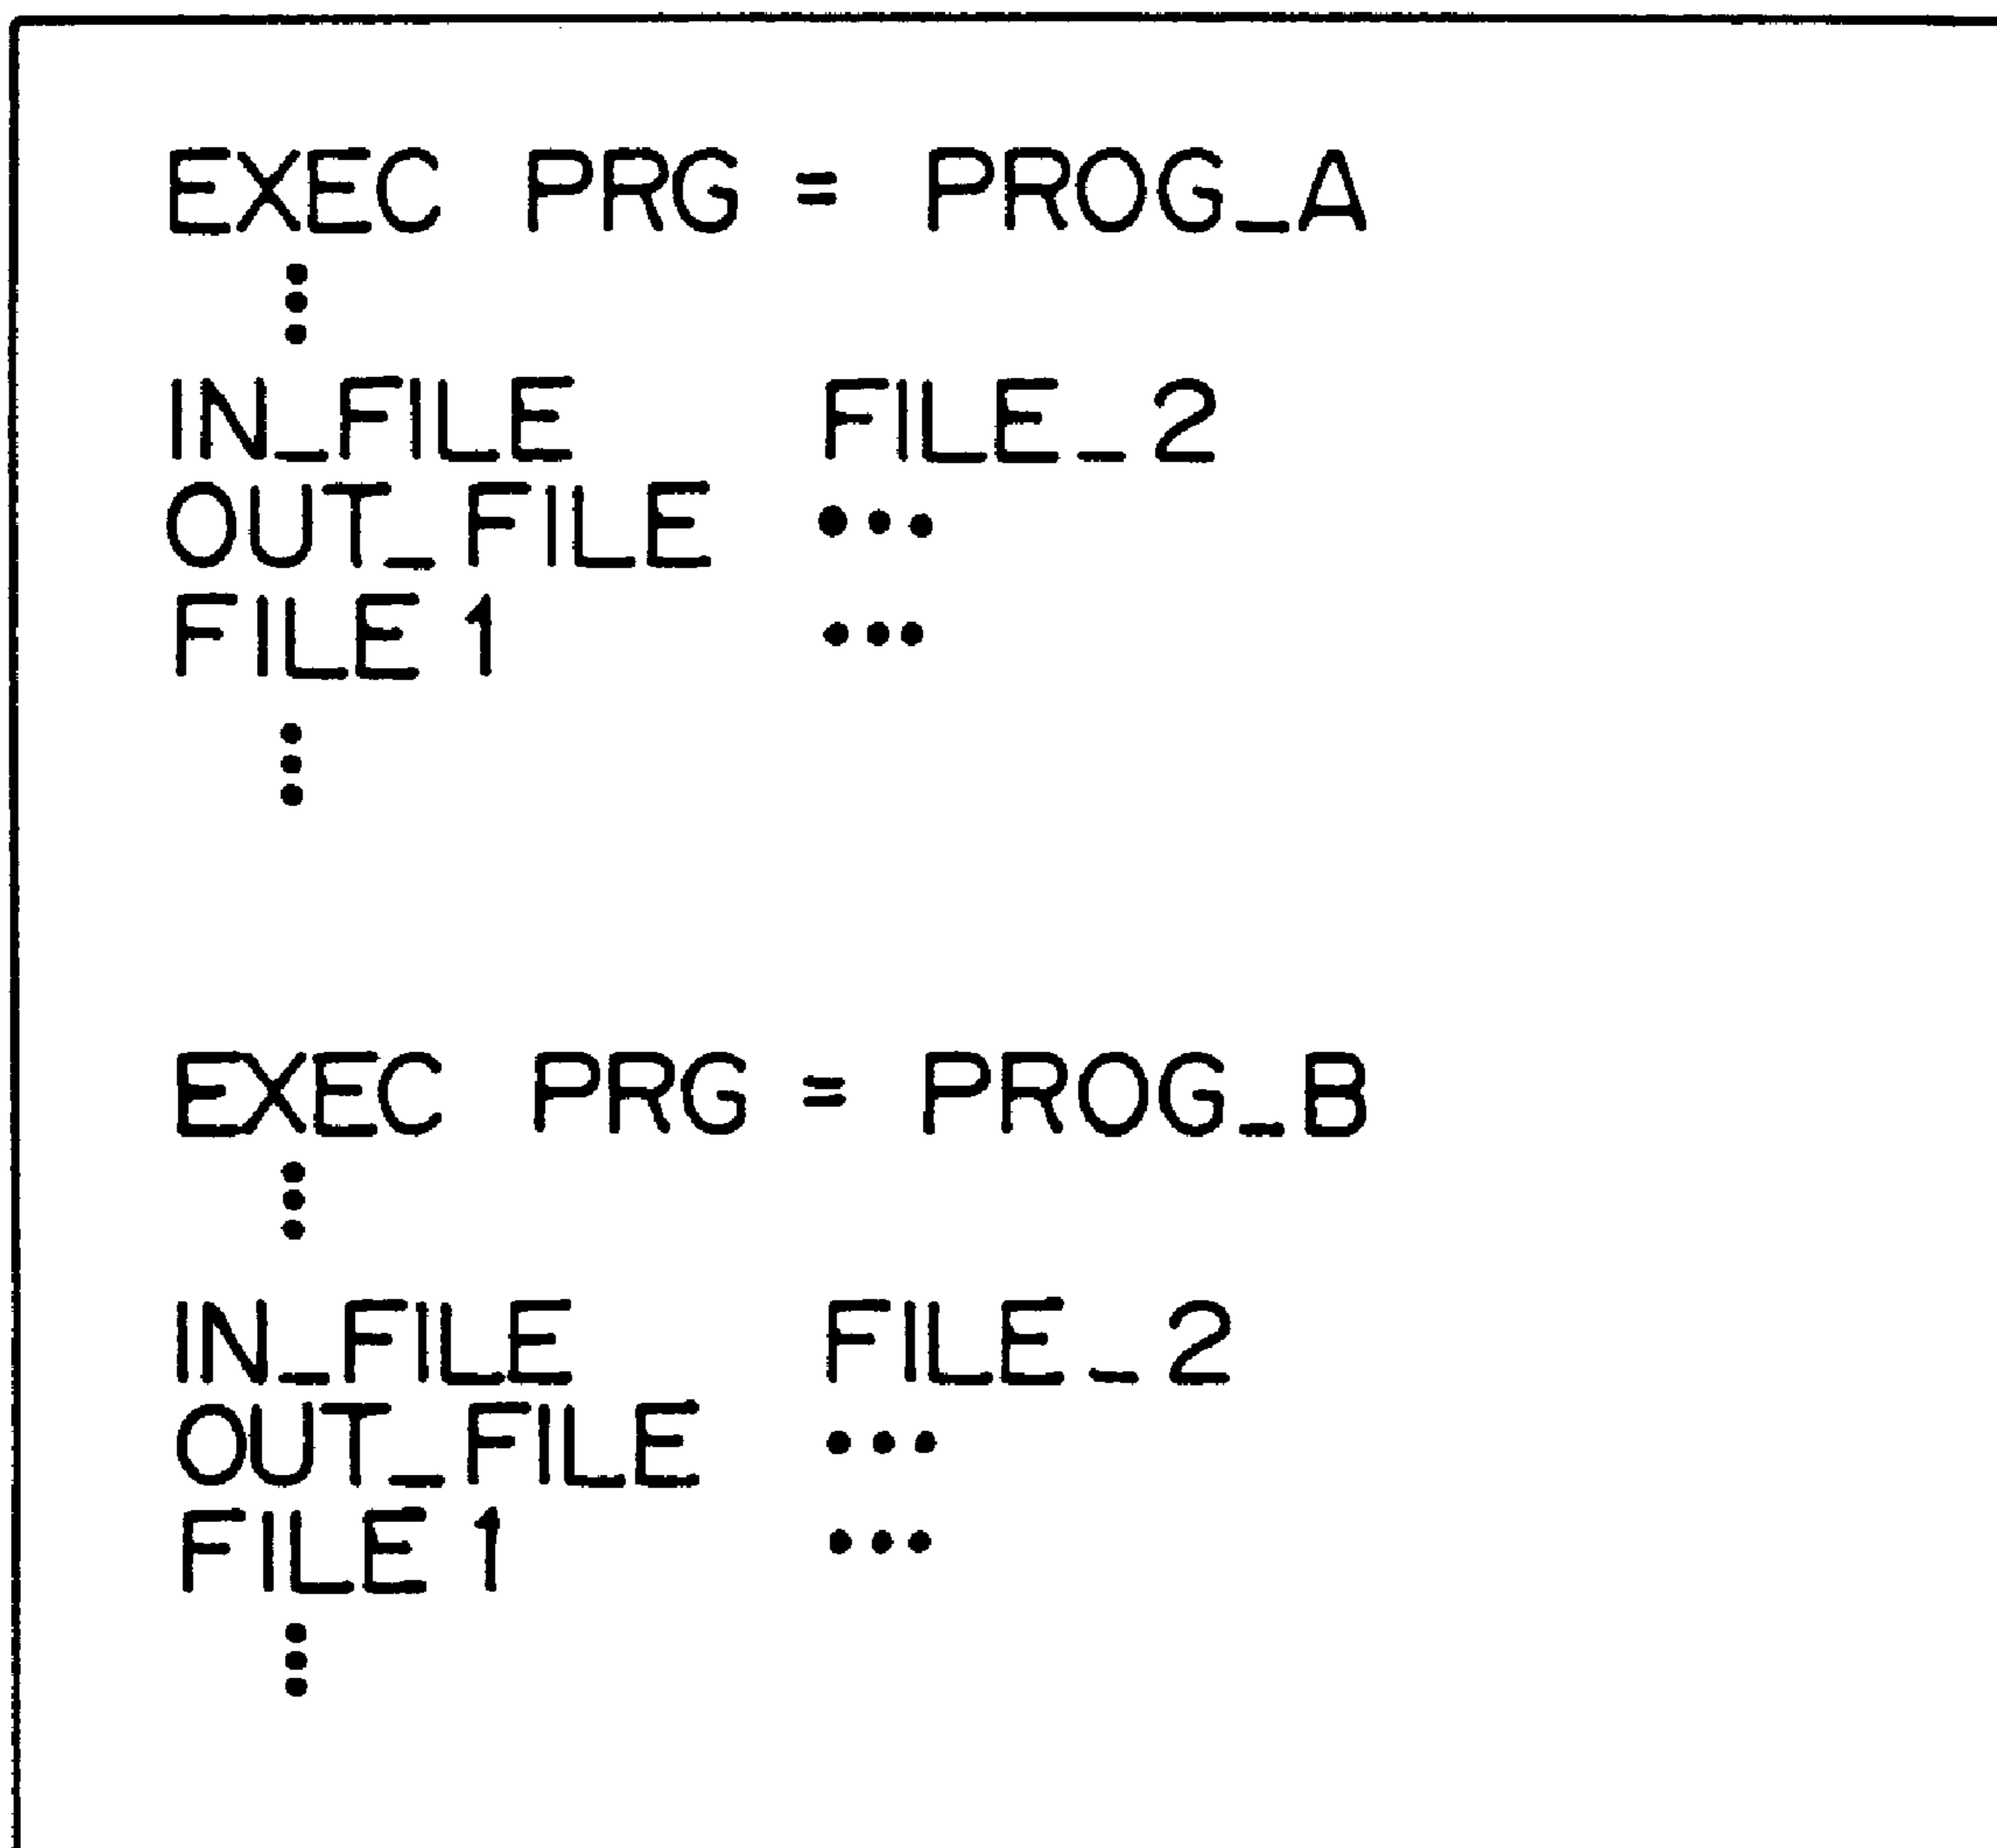 EXEC PRG = PROG_A
⋮
IN_FILE FILE_2
OUT_FILE •••
FILE 1 •••
⋮
EXEC PRG = PROG_B
⋮
IN_FILE FILE_2
OUT_FILE •••
FILE 1 •••
⋮